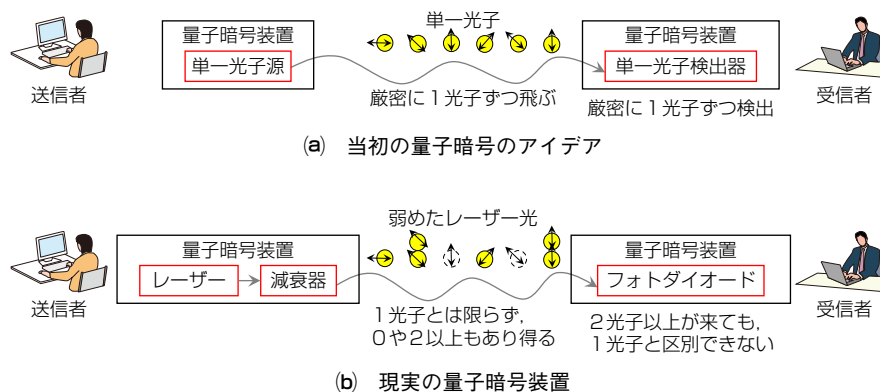 単一光子
量子暗号装置
単一光子源
量子暗号装置
単一光子検出器
送信者
厳密に1光子ずつ飛ぶ
厳密に1光子ずつ検出
受信者
(a) 当初の量子暗号のアイデア
弱めたレーザー光
量子暗号装置
レーザー
減衰器
量子暗号装置
フォトダイオード
送信者
1光子とは限らず,
0や2以上もあり得る
2光子以上が来ても,
1光子と区別できない
受信者
(b) 現実の量子暗号装置